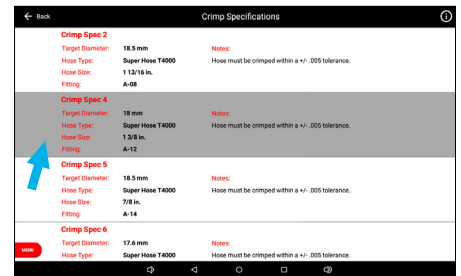 Back Crimp Specifications
Crimp Spec 2
Target Diameter: 18.5 mm Notes:
Hose Type: Super Hose T4000 Hose must be crimped within a +/- .005 tolerance.
Hose Size: 1 13/16 in.
Fitting: A-08
Crimp Spec 4
Target Diameter: 18 mm Notes:
Hose Type: Super Hose T4000 Hose must be crimped within a +/- .005 tolerance.
Hose Size: 1 3/8 in.
Fitting: A-12
Crimp Spec 5
Target Diameter: 18.5 mm Notes:
Hose Type: Super Hose T4000 Hose must be crimped within a +/- .005 tolerance.
Hose Size: 7/8 in.
Fitting: A-14
Crimp Spec 6
Target Diameter: 17.6 mm Notes:
MENU
Hose Type: Super Hose T4000 Hose must be crimped within a +/- .005 tolerance.